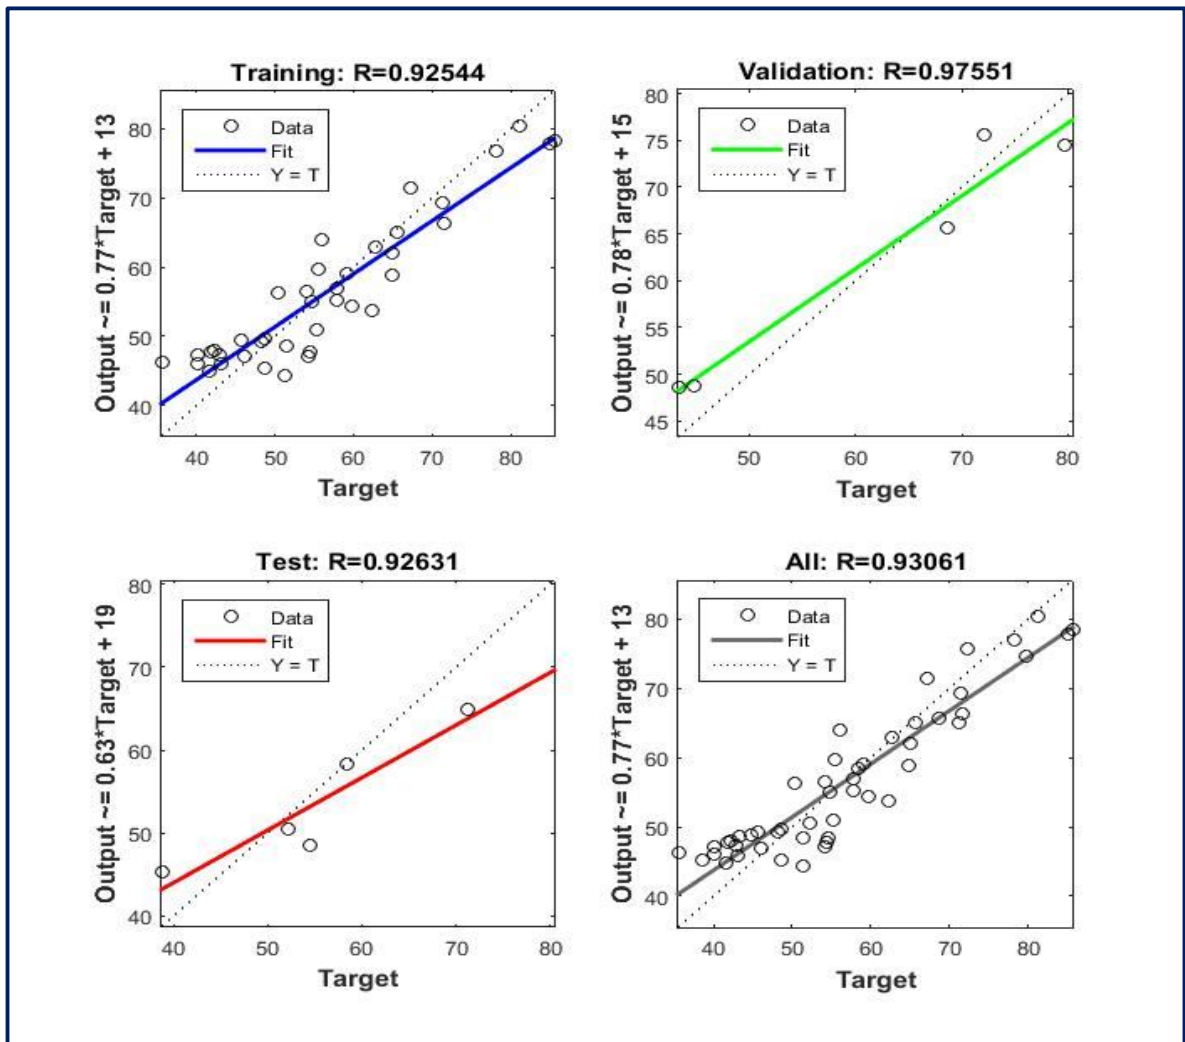 Training: R=0.92544
Output ~= 0.77*Target + 13
80
70
60
50
40
Data
Fit
Y = T
40 50 60 70 80
Target
Validation: R=0.97551
Output ~= 0.78*Target + 15
80
75
70
65
60
55
50
45
Data
Fit
Y = T
50 60 70 80
Target
Test: R=0.92631
Output ~= 0.63*Target + 19
80
70
60
50
40
Data
Fit
Y = T
40 50 60 70 80
Target
All: R=0.93061
Output ~= 0.77*Target + 13
80
70
60
50
40
Data
Fit
Y = T
40 50 60 70 80
Target